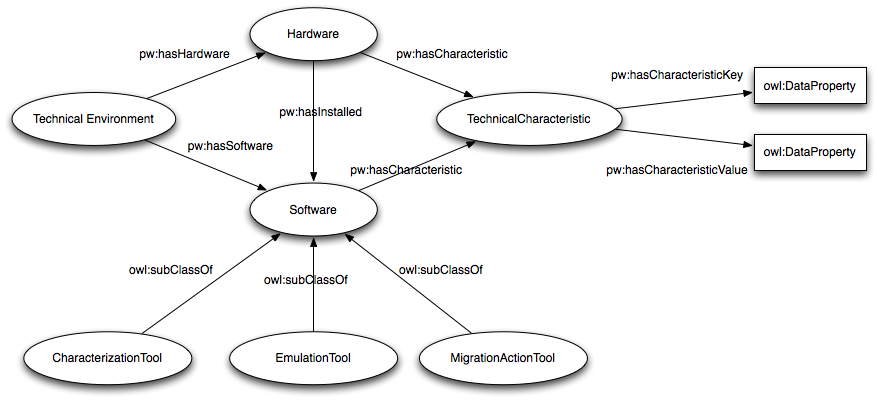 Hardware
pw:hasHardware
pw:hasCharacteristic
pw:hasCharacteristicKey
owl:DataProperty
Technical Environment
pw:hasInstalled
TechnicalCharacteristic
pw:hasSoftware
owl:DataProperty
pw:hasCharacteristic
pw:hasCharacteristicValue
Software
owl:subClassOf
owl:subClassOf
owl:subClassOf
CharacterizationTool
EmulationTool
MigrationActionTool